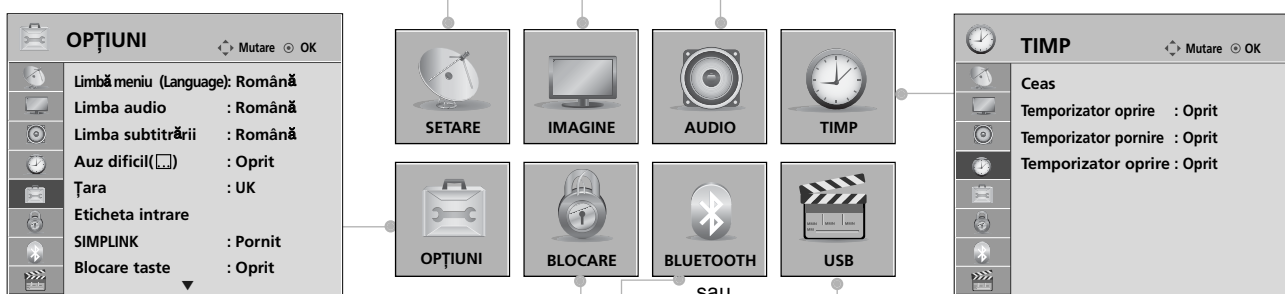 OPȚIUNI
Mutare OK
Limbă meniu (Language): Română
Limba audio : Română
Limba subtitrării : Română
Auz dificil( ) : Oprit
Țara : UK
Eticheta intrare
SIMPLINK : Pornit
Blocare taste : Oprit
SETARE
IMAGINE
AUDIO
TIMP
OPȚIUNI
BLOCARE
BLUETOOTH
USB
sau
TIMP
Mutare OK
Ceas
Temporizator oprire : Oprit
Temporizator pornire : Oprit
Temporizator oprire : Oprit